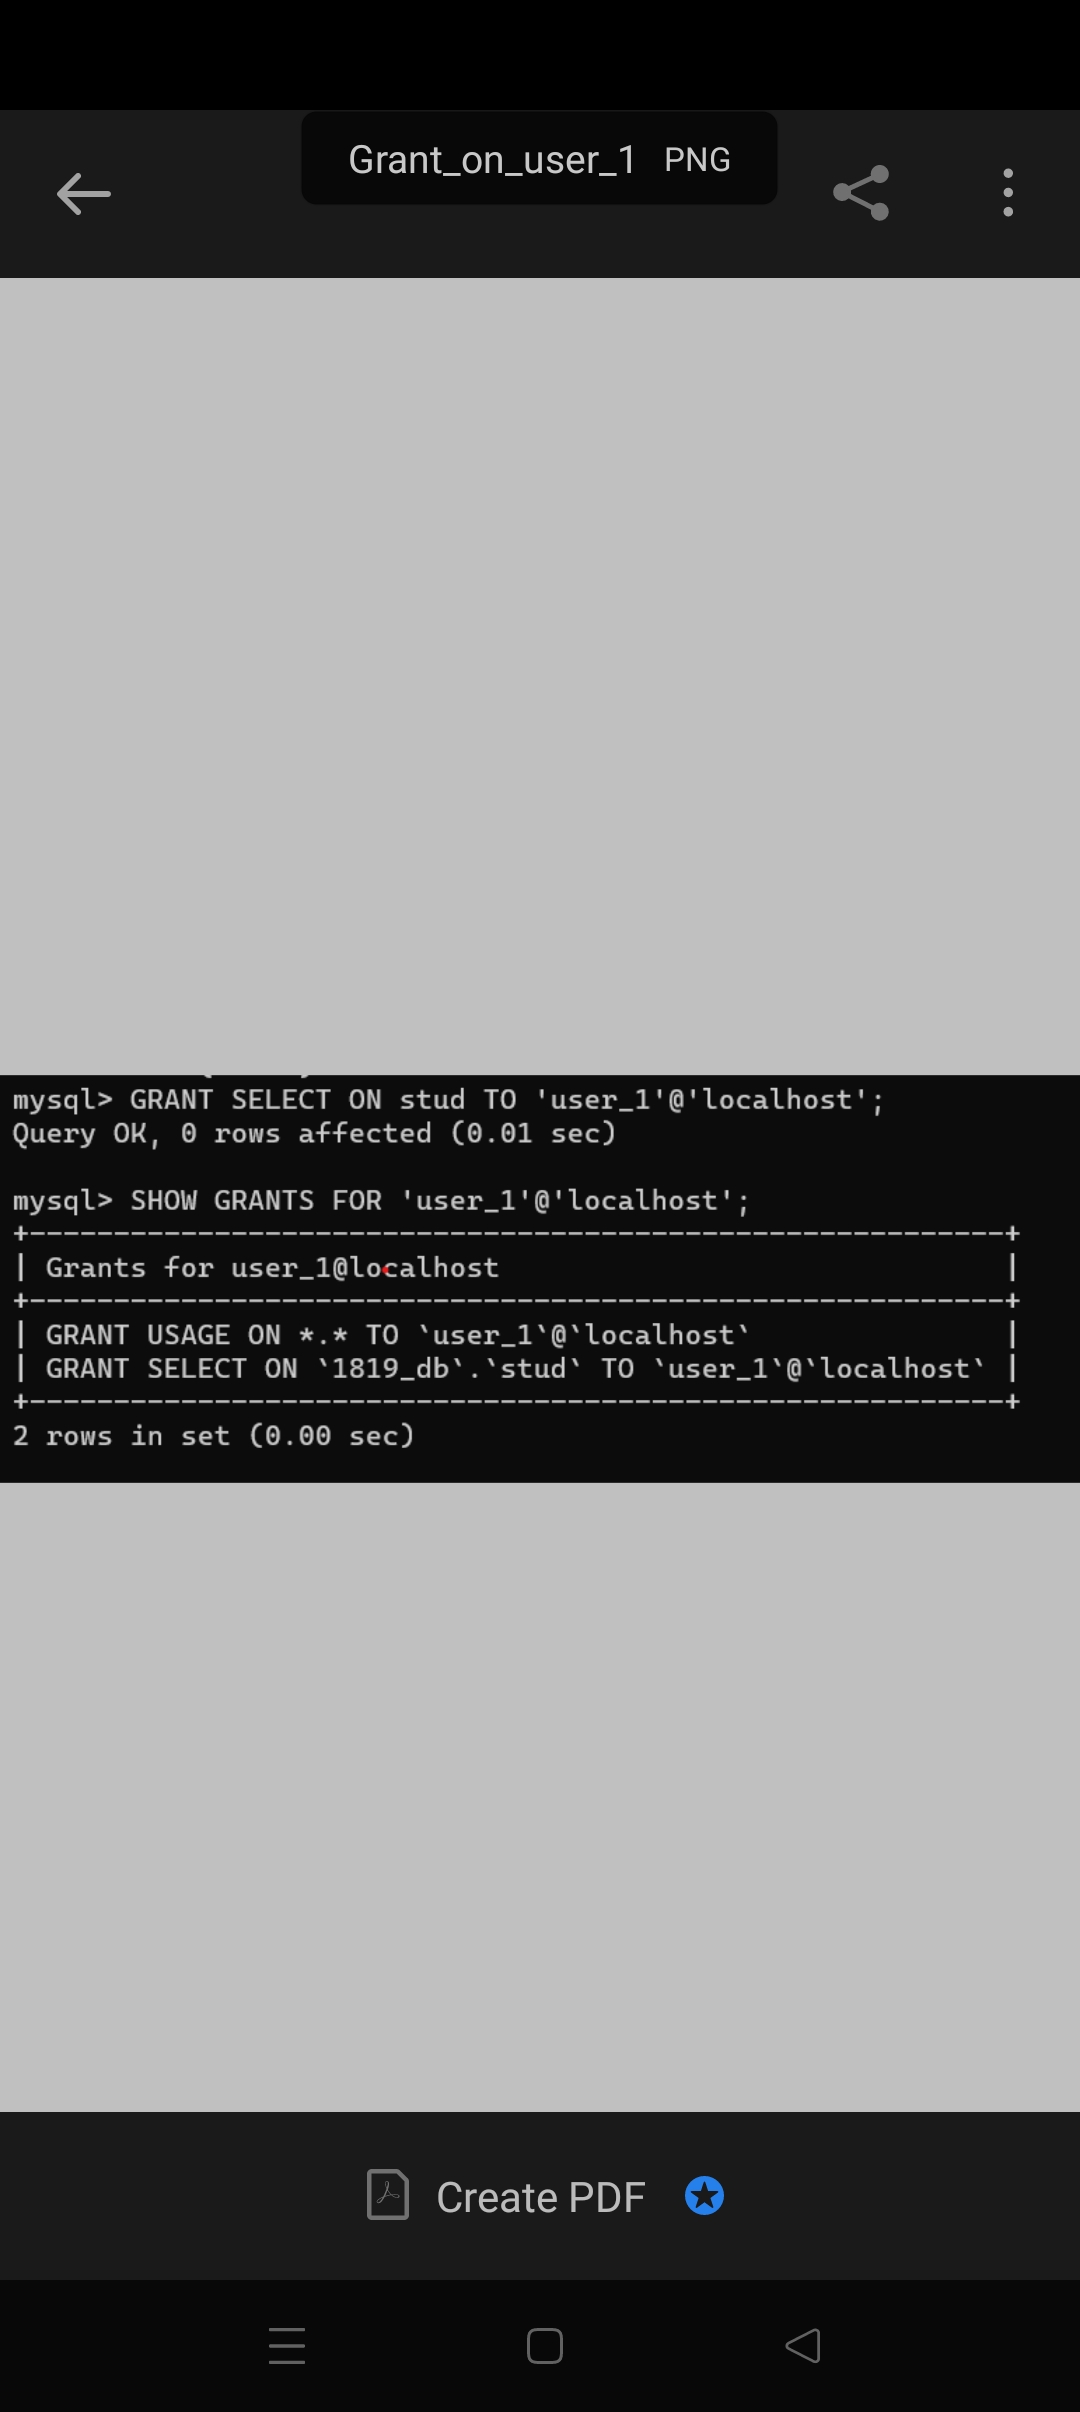 Grant_on_user_1 PNG
mysql> GRANT SELECT ON stud TO 'user_1'@'localhost';
Query OK, 0 rows affected (0.01 sec)
mysql> SHOW GRANTS FOR 'user_1'@'localhost';
+----------------------------------------------------------+
| Grants for user_1@localhost                              |
+----------------------------------------------------------+
| GRANT USAGE ON *.* TO `user_1`@`localhost`               |
| GRANT SELECT ON `1819_db`.`stud` TO `user_1`@`localhost` |
+----------------------------------------------------------+
2 rows in set (0.00 sec)
Create PDF